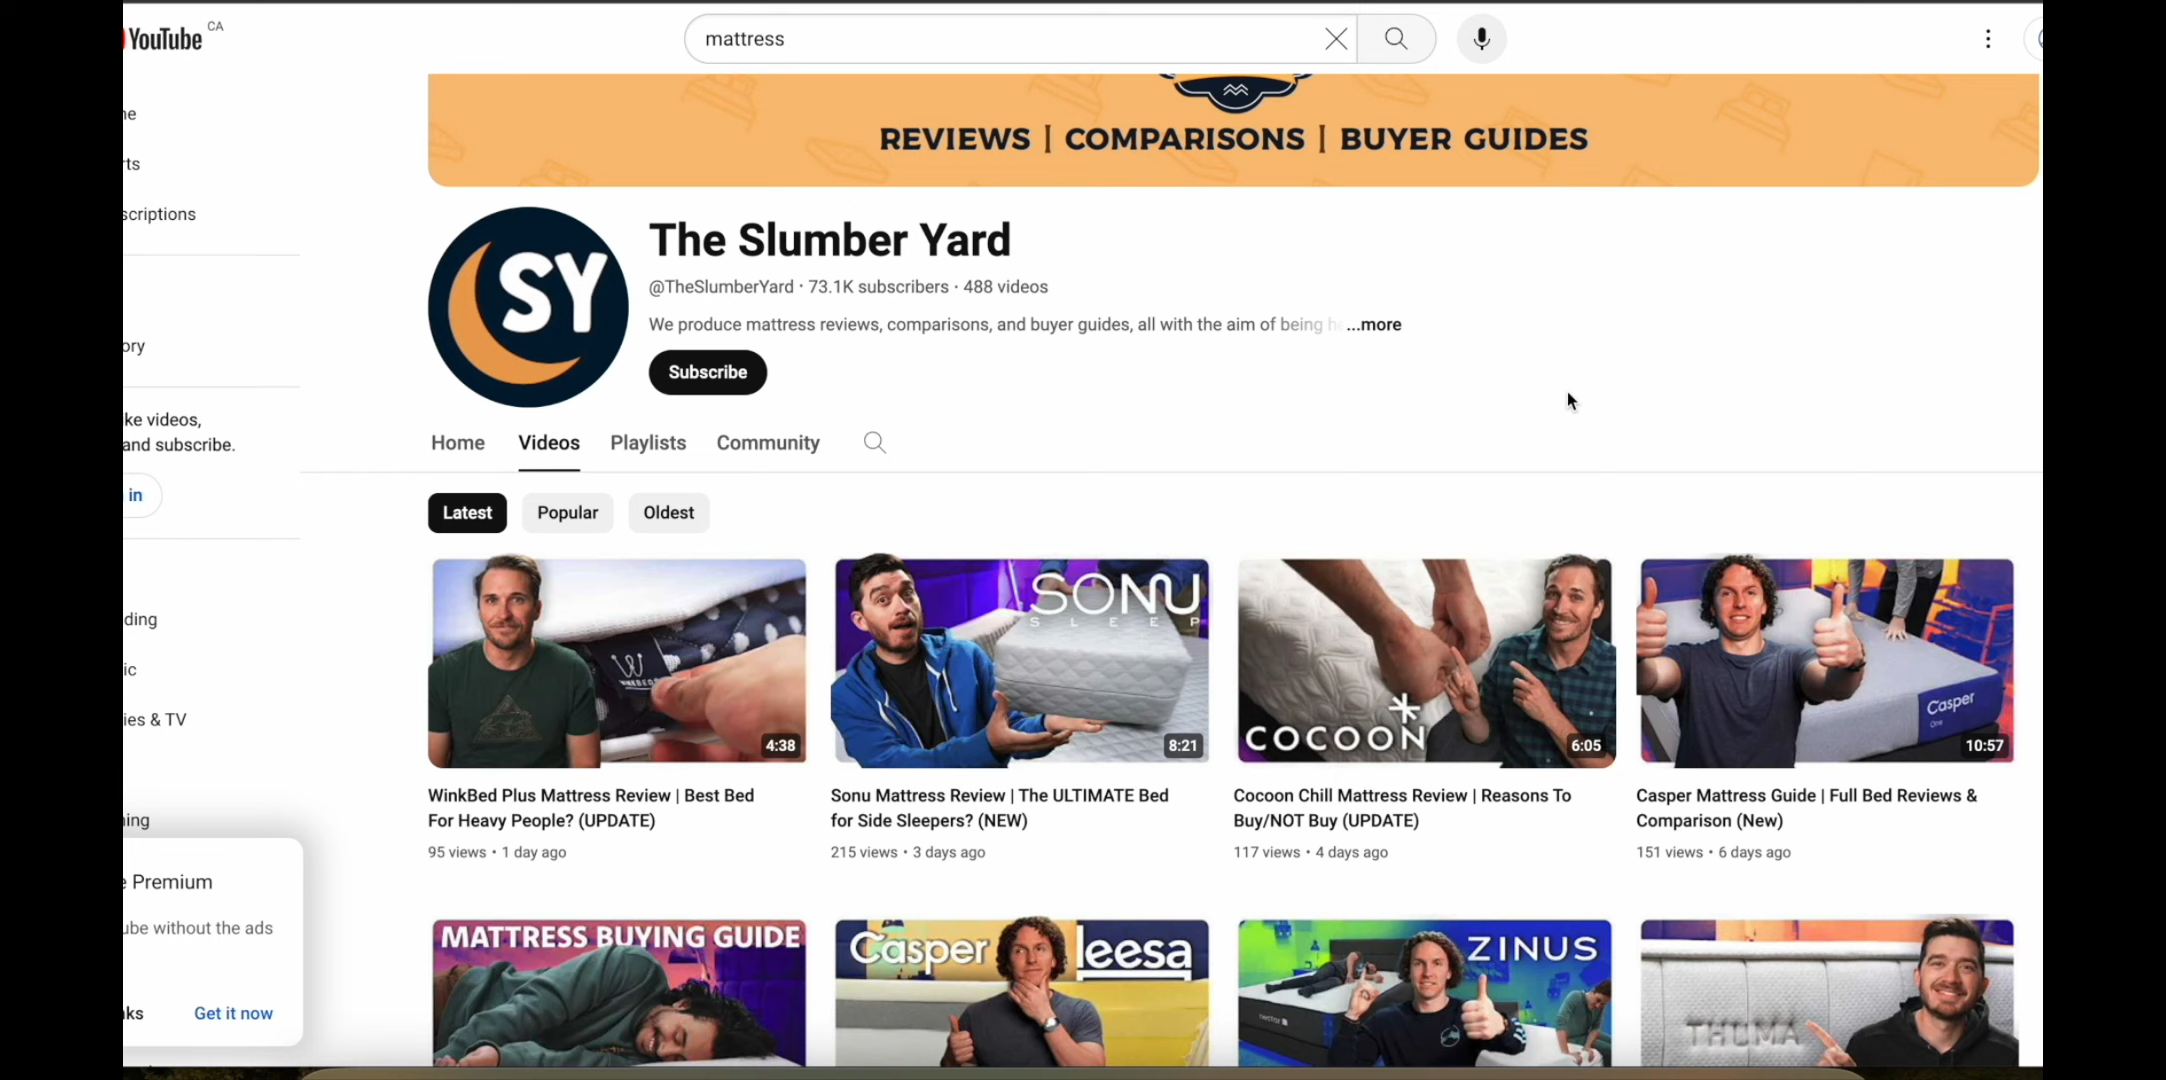 YouTube CA
mattress
REVIEWS | COMPARISONS | BUYER GUIDES
scriptions
ory
ke videos,
and subscribe.
in
ding
ic
ies & TV
ing
e Premium
ube without the ads
ks
Get it now
SY
The Slumber Yard
@TheSlumberYard · 73.1K subscribers · 488 videos
We produce mattress reviews, comparisons, and buyer guides, all with the aim of being he ...more
Subscribe
Home Videos Playlists Community
Latest Popular Oldest
WINKBEDS
4:38
SONU
SLEEP
8:21
COCOON
6:05
Casper
One
10:57
WinkBed Plus Mattress Review | Best Bed
For Heavy People? (UPDATE)
95 views • 1 day ago
Sonu Mattress Review | The ULTIMATE Bed
for Side Sleepers? (NEW)
215 views • 3 days ago
Cocoon Chill Mattress Review | Reasons To
Buy/NOT Buy (UPDATE)
117 views • 4 days ago
Casper Mattress Guide | Full Bed Reviews &
Comparison (New)
151 views • 6 days ago
MATTRESS BUYING GUIDE
Casper leesa
ZINUS
nectar
THUMA